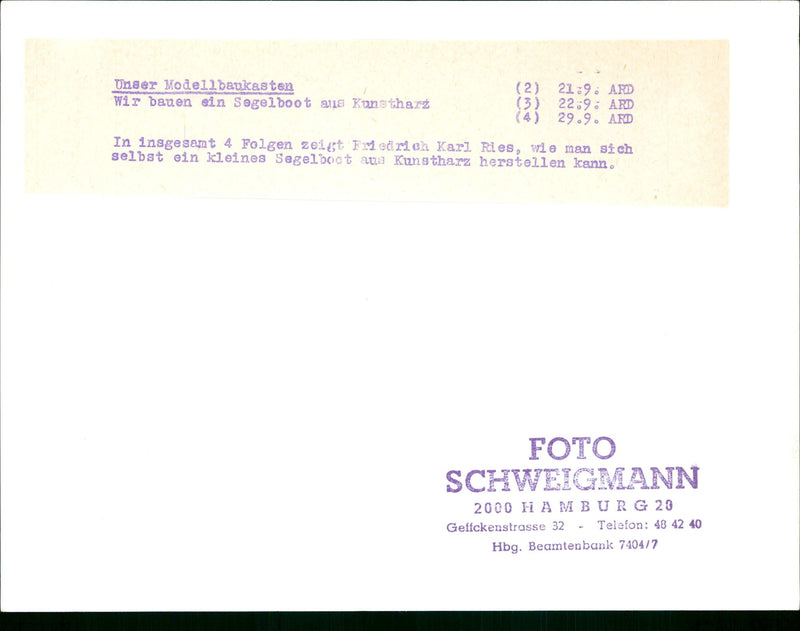 Unser Modellbaukasten (2) 21.9. ARD
Wir bauen ein Segelboot aus Kunstharz (3) 22.9. ARD
(4) 29.9. ARD
In insgesamt 4 Folgen zeigt Friedrich Karl Ries, wie man sich
selbst ein kleines Segelboot aus Kunstharz herstellen kann.
FOTO
SCHWEIGMANN
2000 HAMBURG 20
Geffckenstrasse 32 - Telefon: 48 42 40
Hbg. Beamtenbank 7404/7